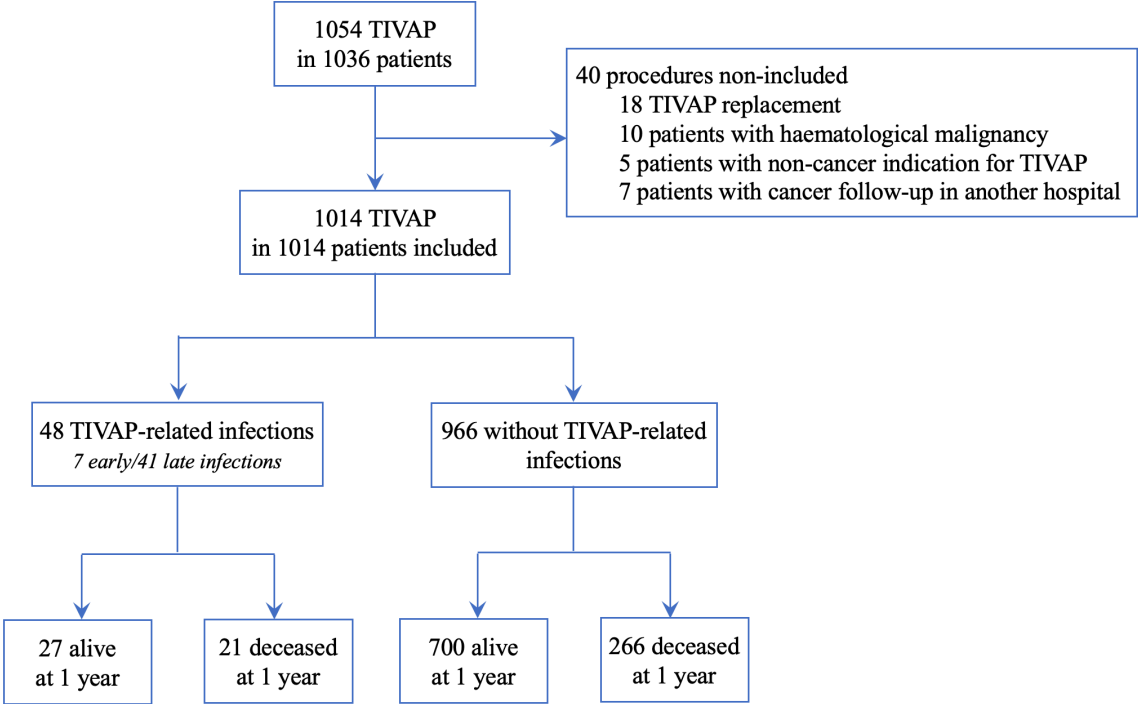 1054 TIVAP
in 1036 patients
40 procedures non-included
18 TIVAP replacement
10 patients with haematological malignancy
5 patients with non-cancer indication for TIVAP
7 patients with cancer follow-up in another hospital
1014 TIVAP
in 1014 patients included
48 TIVAP-related infections
7 early/41 late infections
966 without TIVAP-related
infections
27 alive
at 1 year
21 deceased
at 1 year
700 alive
at 1 year
266 deceased
at 1 year